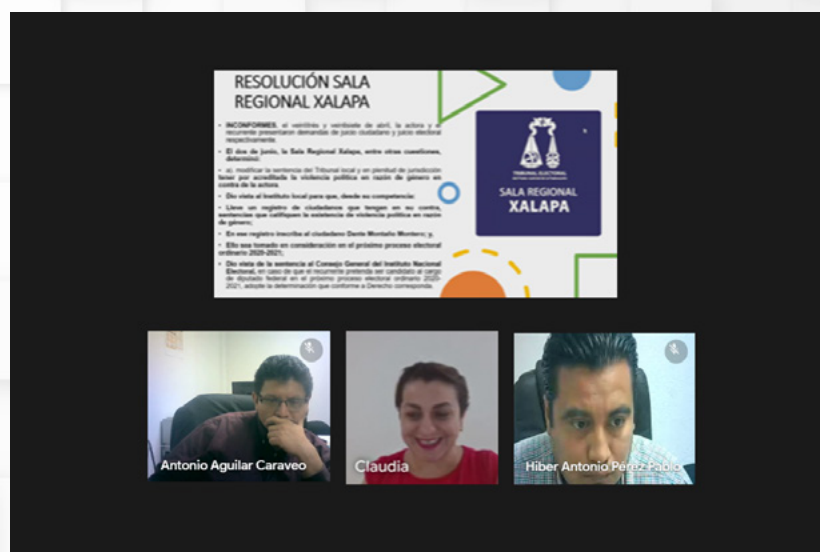 RESOLUCIÓN SALA
REGIONAL XALAPA
• INCONFORMES, el veintitrés y veintisiete de abril, la actora y el
recurrente presentaron demandas de juicio ciudadano y juicio electoral
respectivamente.
• El dos de junio, la Sala Regional Xalapa, entre otras cuestiones,
determinó:
• a) modificar la sentencia del Tribunal local y en plenitud de jurisdicción
tener por acreditada la violencia política en razón de género en
contra de la actora.
• Dio vista al Instituto local para que, desde su competencia:
• Lleve un registro de ciudadanos que tengan en su contra,
sentencias que califiquen la existencia de violencia política en razón
de género;
• En ese registro inscriba al ciudadano Dante Montaño Montero; y,
• Ello sea tomado en consideración en el próximo proceso electoral
ordinario 2020-2021;
• Dio vista de la sentencia al Consejo General del Instituto Nacional
Electoral, en caso de que el recurrente pretenda ser candidato al cargo
de diputado federal en el próximo proceso electoral ordinario 2020-
2021, adopte la determinación que conforme a Derecho corresponda.
TRIBUNAL ELECTORAL
SALA REGIONAL
XALAPA
Antonio Aguilar Caraveo
Claudia
Hiber Antonio Pérez Pablo